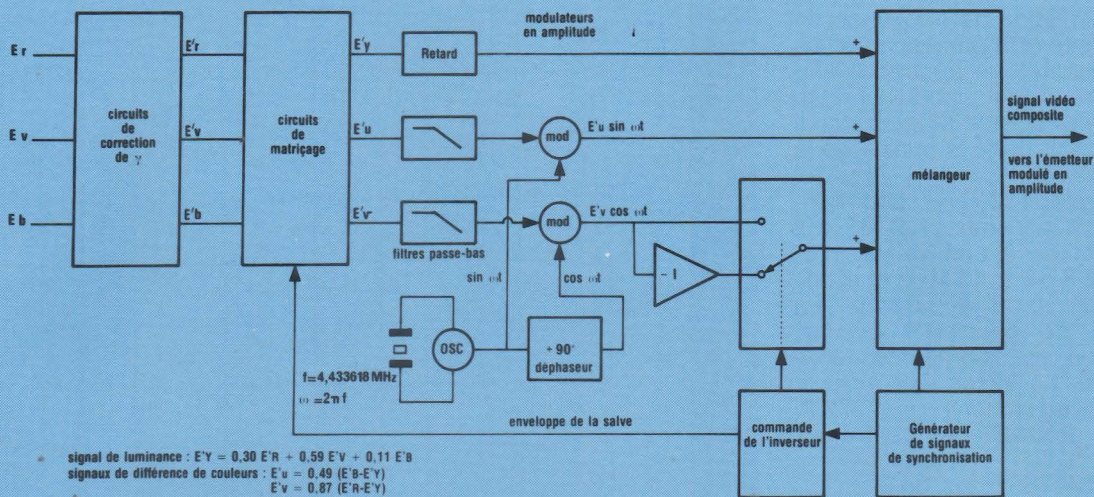 modulateurs
en amplitude
E r
E'r
E'y
Retard
+
signal vidéo
composite
vers l'émetteur
modulé en
amplitude
E v
circuits
de
correction
de γ
E'v
circuits
de
matriçage
E'u
mod
E'u sin ωt
+
mélangeur
E b
E'b
E'v
filtres passe-bas
mod
E'v cos ωt
- 1
+
sin ωt
cos ωt
OSC
+ 90°
déphaseur
f=4,433618 MHz
ω=2π f
enveloppe de la salve
commande
de l'inverseur
Générateur
de signaux
de synchronisation
signal de luminance : E'Y = 0,30 E'R + 0,59 E'V + 0,11 E'B
signaux de différence de couleurs : E'u = 0,49 (E'B-E'Y)
E'v = 0,87 (E'R-E'Y)